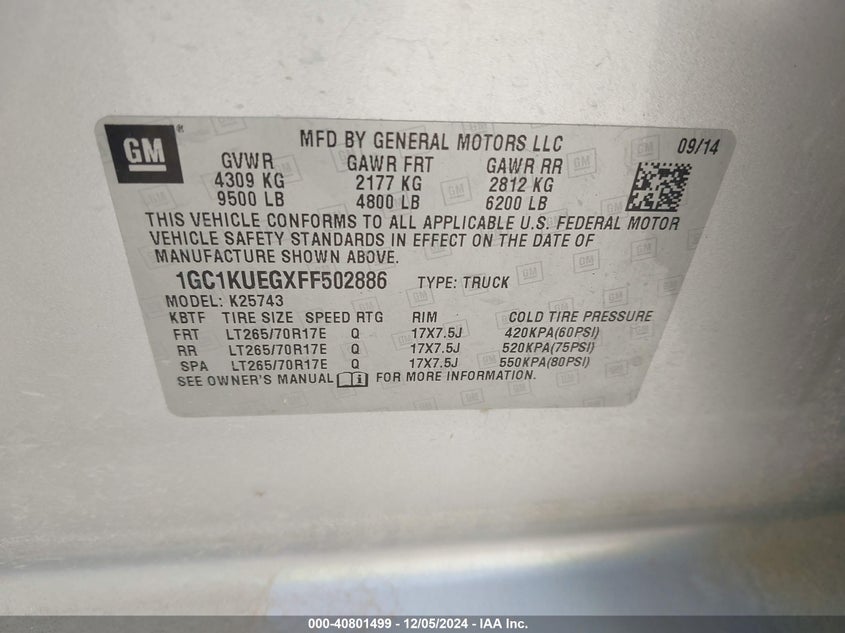 GM ® MFD BY GENERAL MOTORS LLC 09/14
GVWR GAWR FRT GAWR RR
4309 KG 2177 KG 2812 KG
9500 LB 4800 LB 6200 LB
THIS VEHICLE CONFORMS TO ALL APPLICABLE U.S. FEDERAL MOTOR
VEHICLE SAFETY STANDARDS IN EFFECT ON THE DATE OF
MANUFACTURE SHOWN ABOVE.
1GC1KUEGXFF502886 TYPE: TRUCK
MODEL: K25743
KBTF TIRE SIZE SPEED RTG RIM COLD TIRE PRESSURE
FRT LT265/70R17E Q 17X7.5J 420KPA(60PSI)
RR LT265/70R17E Q 17X7.5J 520KPA(75PSI)
SPA LT265/70R17E Q 17X7.5J 550KPA(80PSI)
SEE OWNER'S MANUAL FOR MORE INFORMATION.
000-40801499 - 12/05/2024 - IAA Inc.